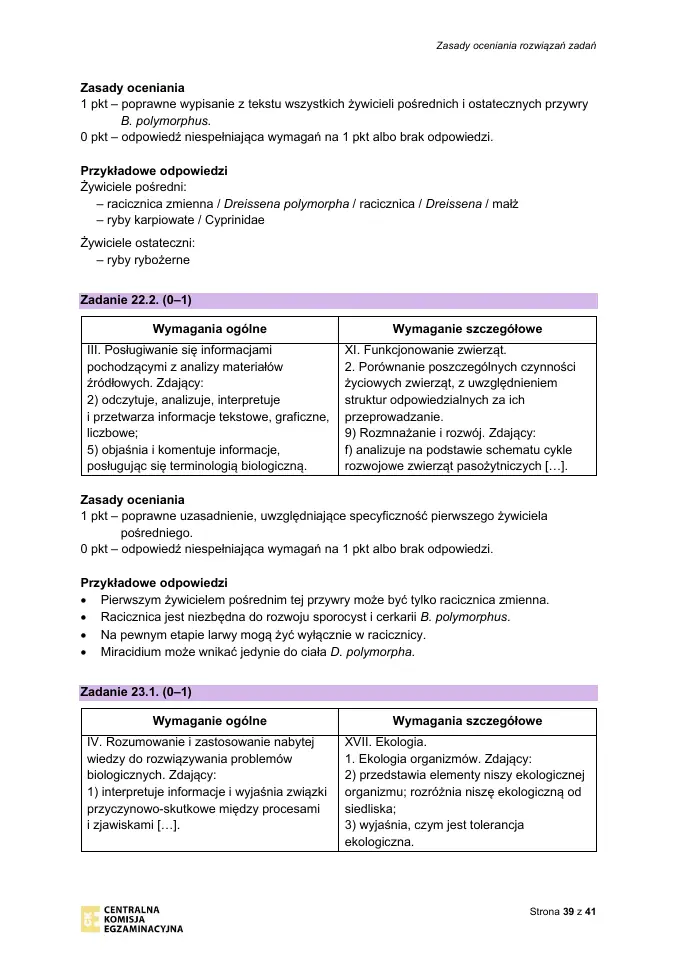 Zasady oceniania rozwiązań zadań
Zasady oceniania
1 pkt – poprawne wypisanie z tekstu wszystkich żywicieli pośrednich i ostatecznych przywry
B. polymorphus.
0 pkt – odpowiedź niespełniająca wymagań na 1 pkt albo brak odpowiedzi.
Przykładowe odpowiedzi
Żywiciele pośredni:
– racicznica zmienna / Dreissena polymorpha / racicznica / Dreissena / małż
– ryby karpiowate / Cyprinidae
Żywiciele ostateczni:
– ryby rybożerne
Zadanie 22.2. (0–1)
Wymagania ogólne
III. Posługiwanie się informacjami
pochodzącymi z analizy materiałów
źródłowych. Zdający:
2) odczytuje, analizuje, interpretuje
i przetwarza informacje tekstowe, graficzne,
liczbowe;
5) objaśnia i komentuje informacje,
posługując się terminologią biologiczną.
Wymaganie szczegółowe
XI. Funkcjonowanie zwierząt.
2. Porównanie poszczególnych czynności
życiowych zwierząt, z uwzględnieniem
struktur odpowiedzialnych za ich
przeprowadzanie.
9) Rozmnażanie i rozwój. Zdający:
f) analizuje na podstawie schematu cykle
rozwojowe zwierząt pasożytniczych […].
Zasady oceniania
1 pkt – poprawne uzasadnienie, uwzględniające specyficzność pierwszego żywiciela
pośredniego.
0 pkt – odpowiedź niespełniająca wymagań na 1 pkt albo brak odpowiedzi.
Przykładowe odpowiedzi
• Pierwszym żywicielem pośrednim tej przywry może być tylko racicznica zmienna.
• Racicznica jest niezbędna do rozwoju sporocyst i cerkarii B. polymorphus.
• Na pewnym etapie larwy mogą żyć wyłącznie w racicznicy.
• Miracidium może wnikać jedynie do ciała D. polymorpha.
Zadanie 23.1. (0–1)
Wymaganie ogólne
IV. Rozumowanie i zastosowanie nabytej
wiedzy do rozwiązywania problemów
biologicznych. Zdający:
1) interpretuje informacje i wyjaśnia związki
przyczynowo-skutkowe między procesami
i zjawiskami […].
Wymagania szczegółowe
XVII. Ekologia.
1. Ekologia organizmów. Zdający:
2) przedstawia elementy niszy ekologicznej
organizmu; rozróżnia niszę ekologiczną od
siedliska;
3) wyjaśnia, czym jest tolerancja
ekologiczna.
CKE
CENTRALNA
KOMISJA
EGZAMINACYJNA
Strona 39 z 41